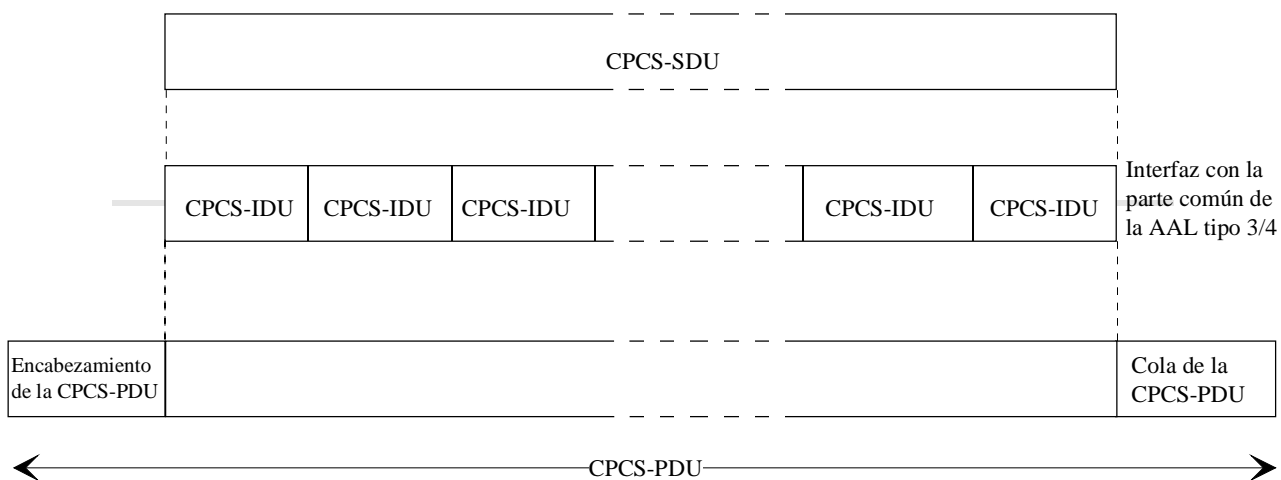 CPCS-SDU
CPCS-IDU CPCS-IDU CPCS-IDU CPCS-IDU CPCS-IDU
Interfaz con la
parte común de
la AAL tipo 3/4
Encabezamiento
de la CPCS-PDU
Cola de la
CPCS-PDU
CPCS-PDU